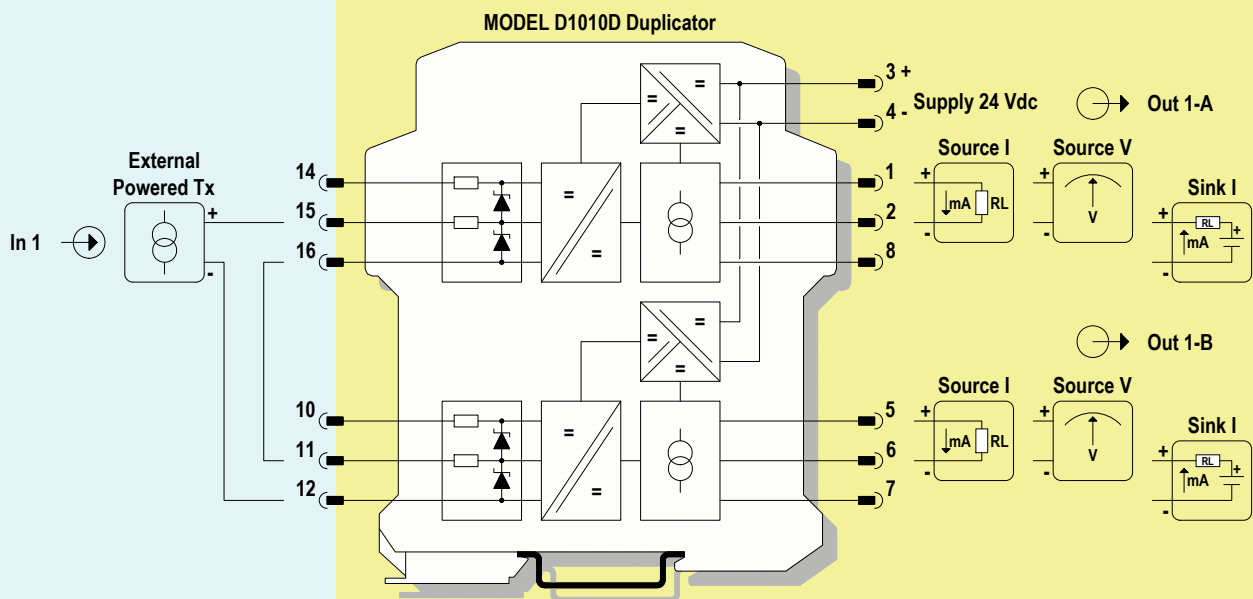 MODEL D1010D Duplicator
3 +
4 -
Supply 24 Vdc
Out 1-A
External
Powered Tx
In 1
+
-
14
15
16
=
=
=
=
=
1
2
8
Source I
+
-
mA
RL
Source V
+
-
V
Sink I
+
-
RL
mA
+
=
=
=
Out 1-B
10
11
12
=
=
5
6
7
Source I
+
-
mA
RL
Source V
+
-
V
Sink I
+
-
RL
mA
+